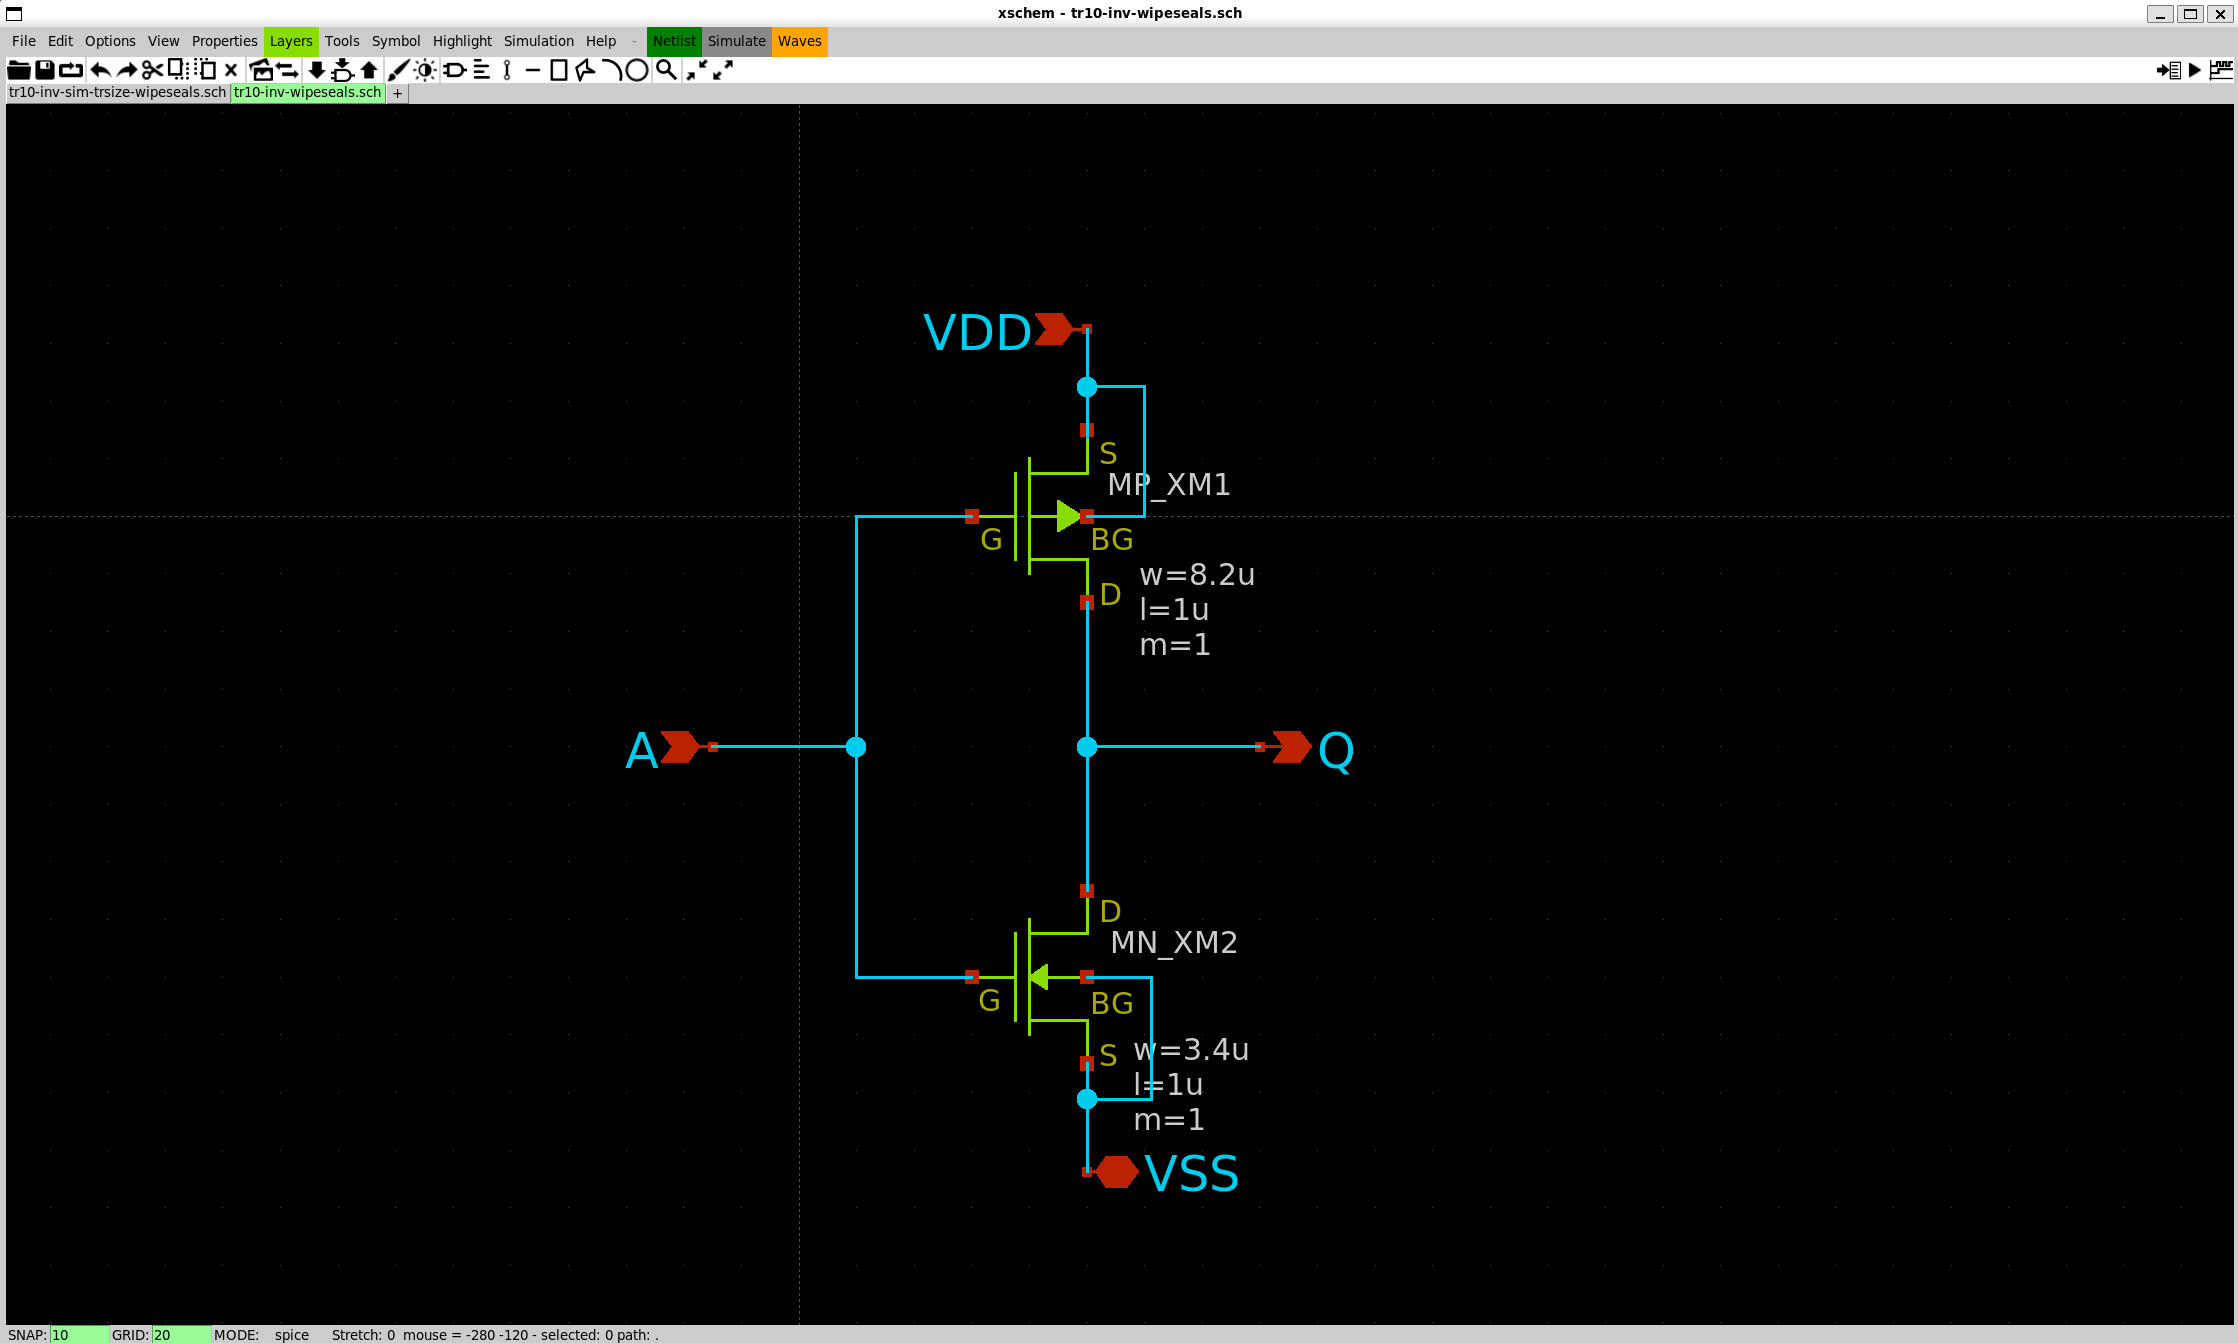 xschem - tr10-inv-wipeseals.sch
File Edit Options View Properties Layers Tools Symbol Highlight Simulation Help - Netlist Simulate Waves
tr10-inv-sim-trsize-wipeseals.sch tr10-inv-wipeseals.sch +
VDD
S
MP_XM1
G BG
w=8.2u
D
l=1u
m=1
A Q
D
MN_XM2
G BG
S w=3.4u
l=1u
m=1
VSS
SNAP: 10 GRID: 20 MODE: spice Stretch: 0 mouse = -280 -120 - selected: 0 path: .